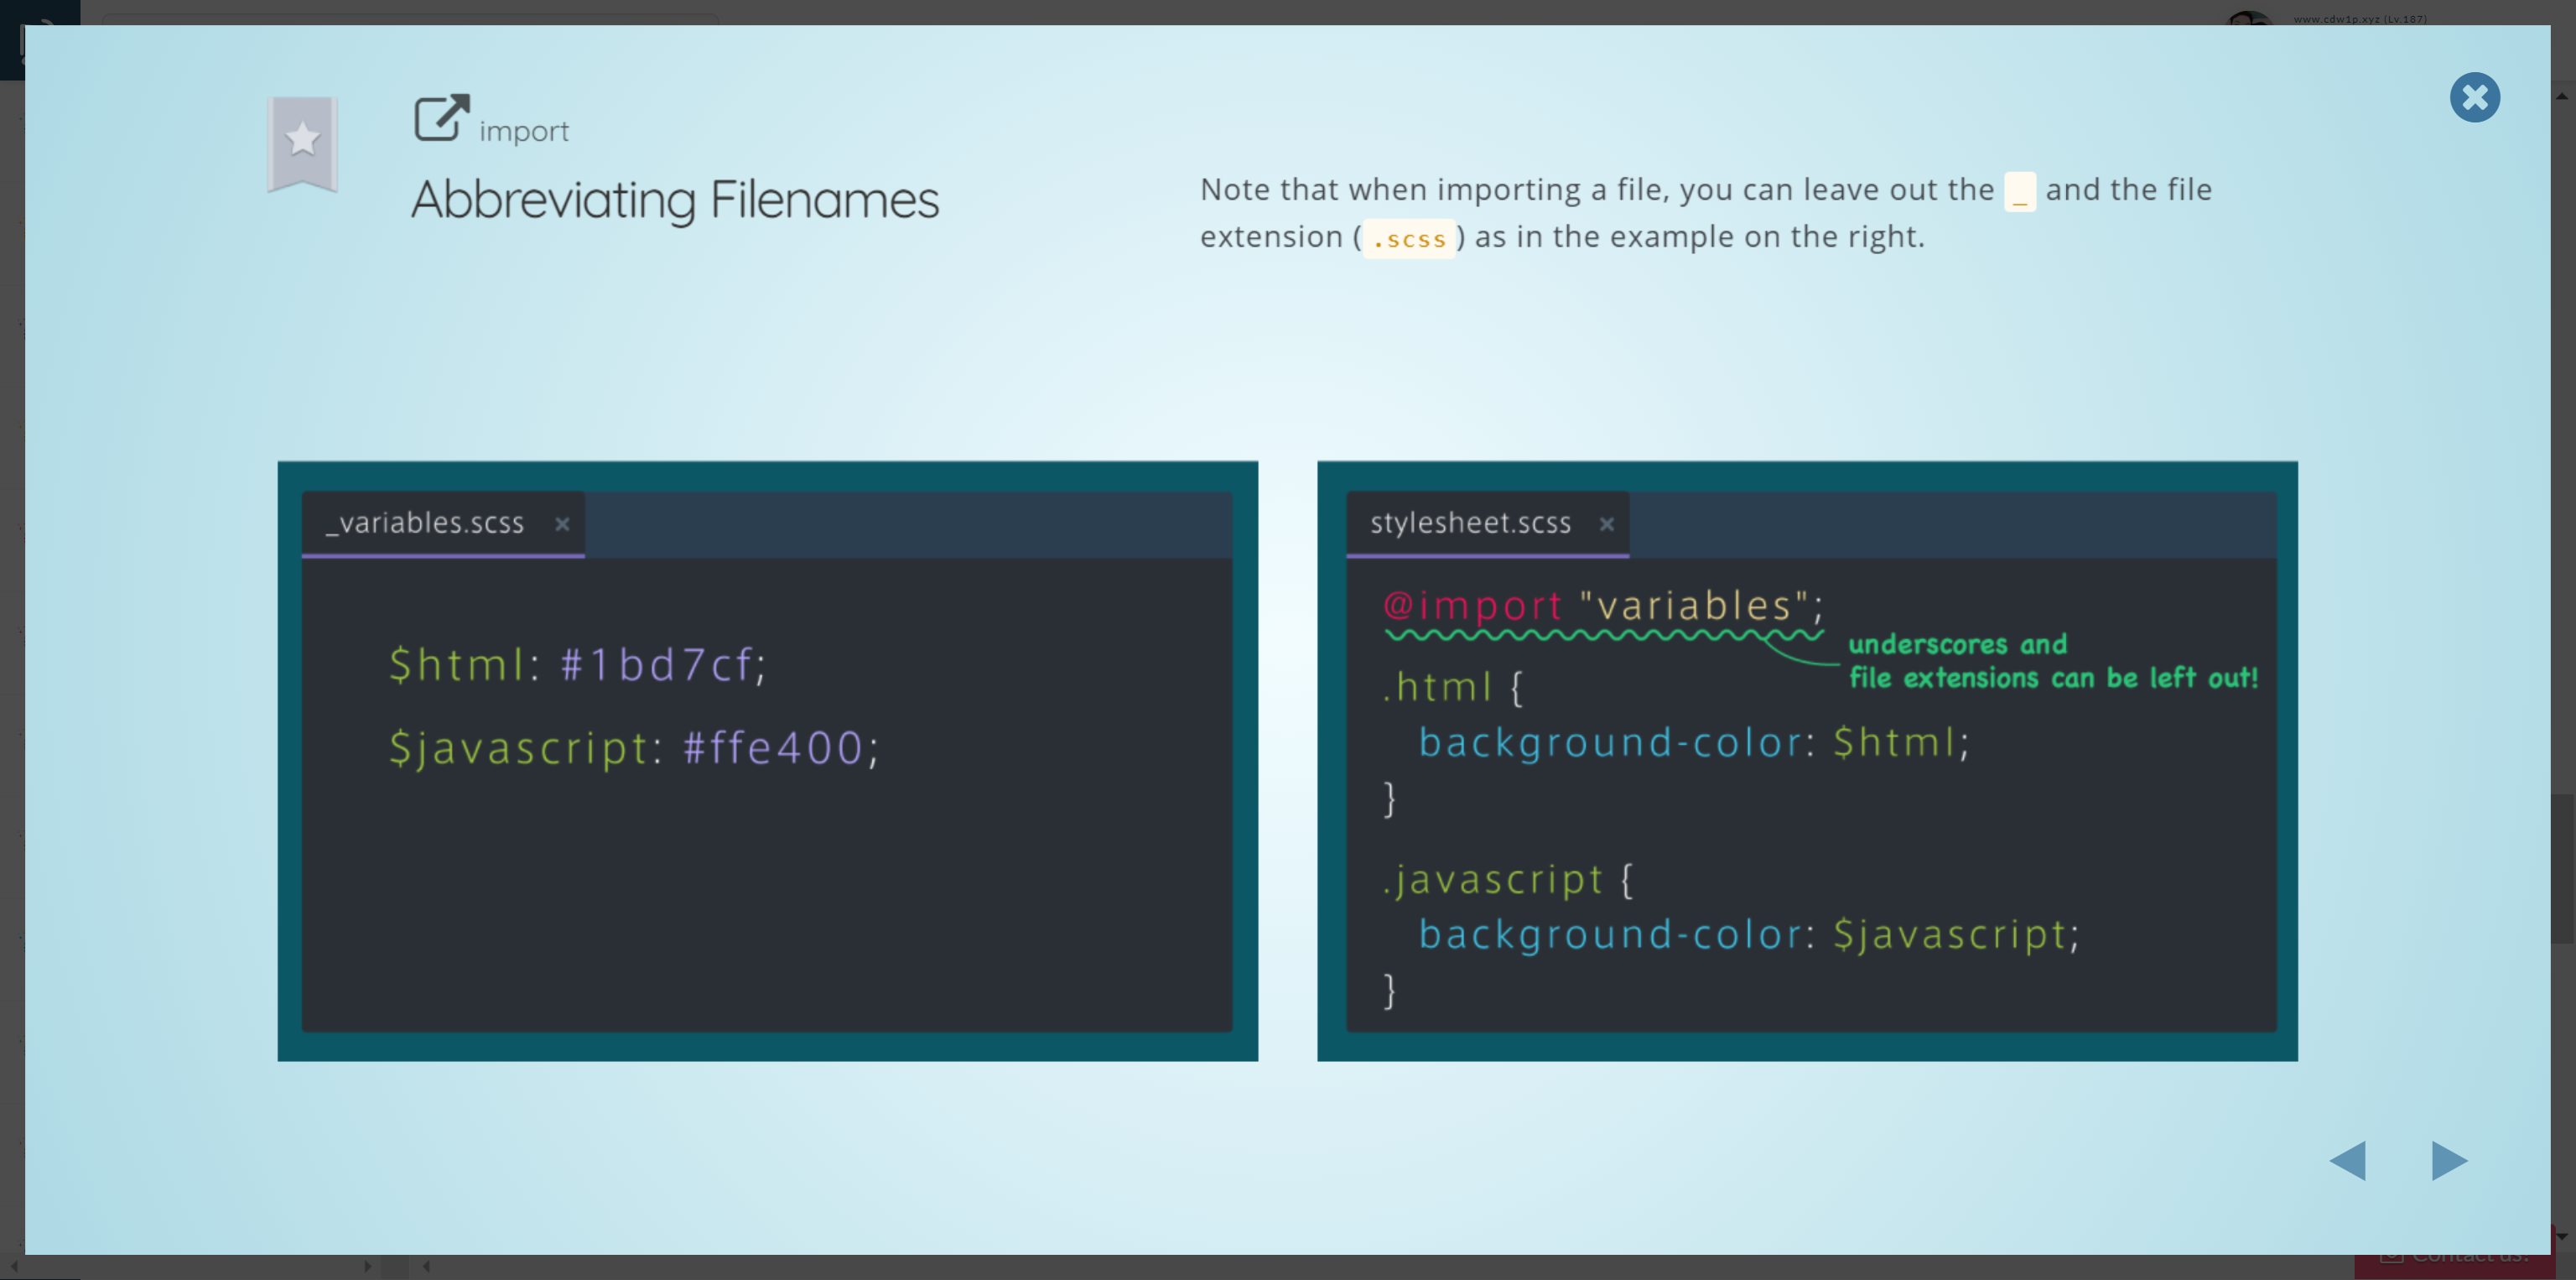 www.cdw1p.xyz (Lv.187)
import
Abbreviating Filenames
Note that when importing a file, you can leave out the _ and the file
extension (.scss) as in the example on the right.
_variables.scss ×
$html: #1bd7cf;
$javascript: #ffe400;
stylesheet.scss ×
@import "variables";
underscores and
file extensions can be left out!
.html {
background-color: $html;
}
.javascript {
background-color: $javascript;
}
Contact us!